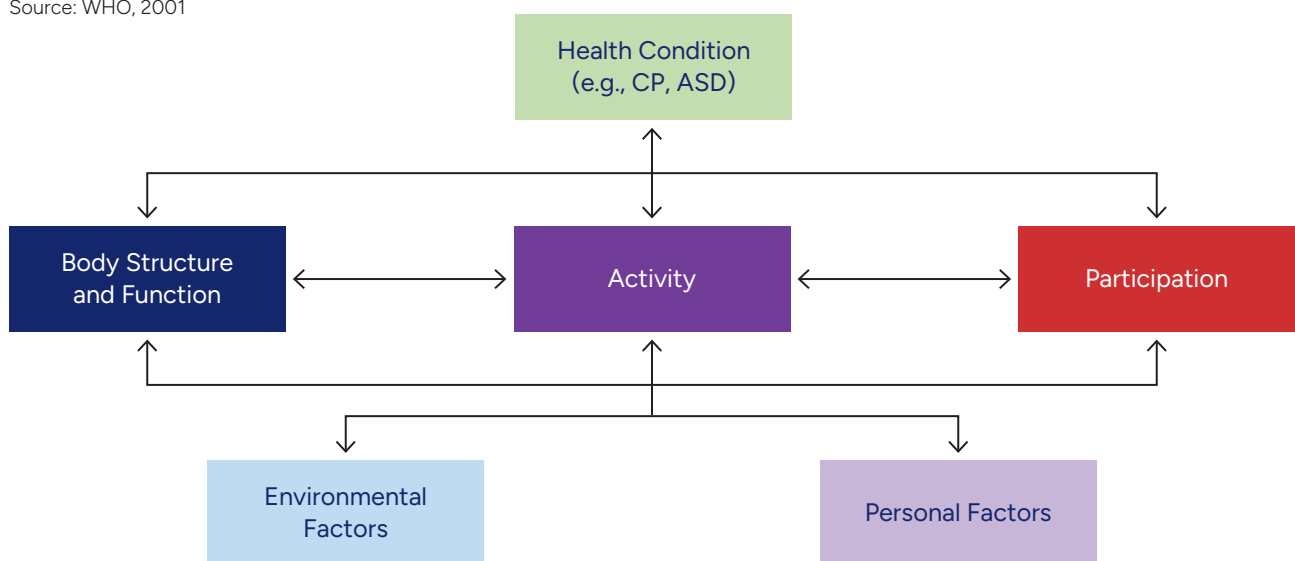 Source: WHO, 2001
Health Condition
(e.g., CP, ASD)
Body Structure
and Function
Activity
Participation
Environmental
Factors
Personal Factors